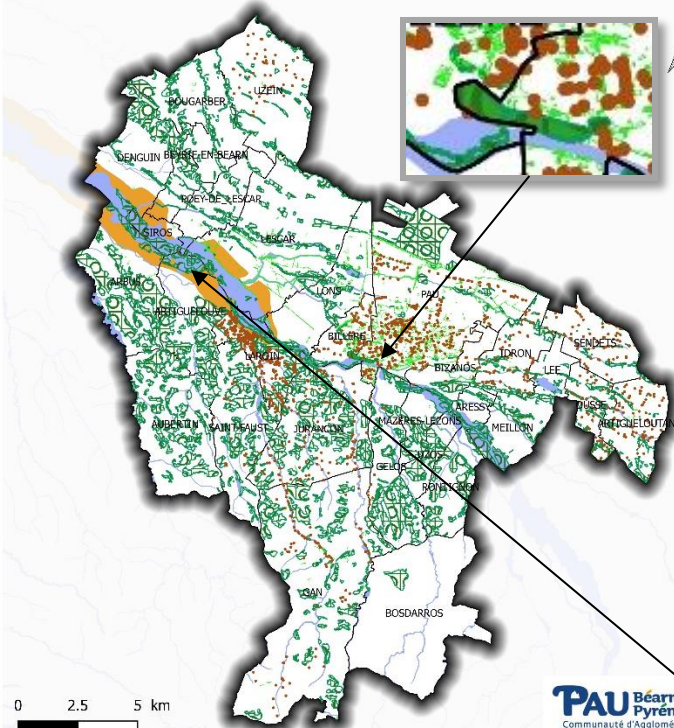 UZEIN
BOUGARBER
DENGUIN
BEYRIE-EN-BEARN
POEY-DE-LESCAR
SIROS
LESCAR
ARBUS
LONS
PAU
ARTIGUELOUVE
BILLERE
SENDETS
LAROIN
IDRON
BIZANOS
LEE
OUSSE
ARESSY
AUBERTIN
SAINT-FAUST
JURANCON
MAZERES-LEZONS
MEILLON
ARTIGUELOUTAN
UZOS
GELOS
RONTIGNON
GAN
BOSDARROS
0 2.5 5 km
PAU Béarn
Pyrén
Communauté d'Agglomé